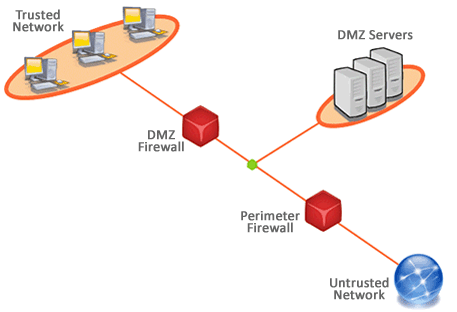 Trusted
Network
DMZ Servers
DMZ
Firewall
Perimeter
Firewall
Untrusted
Network